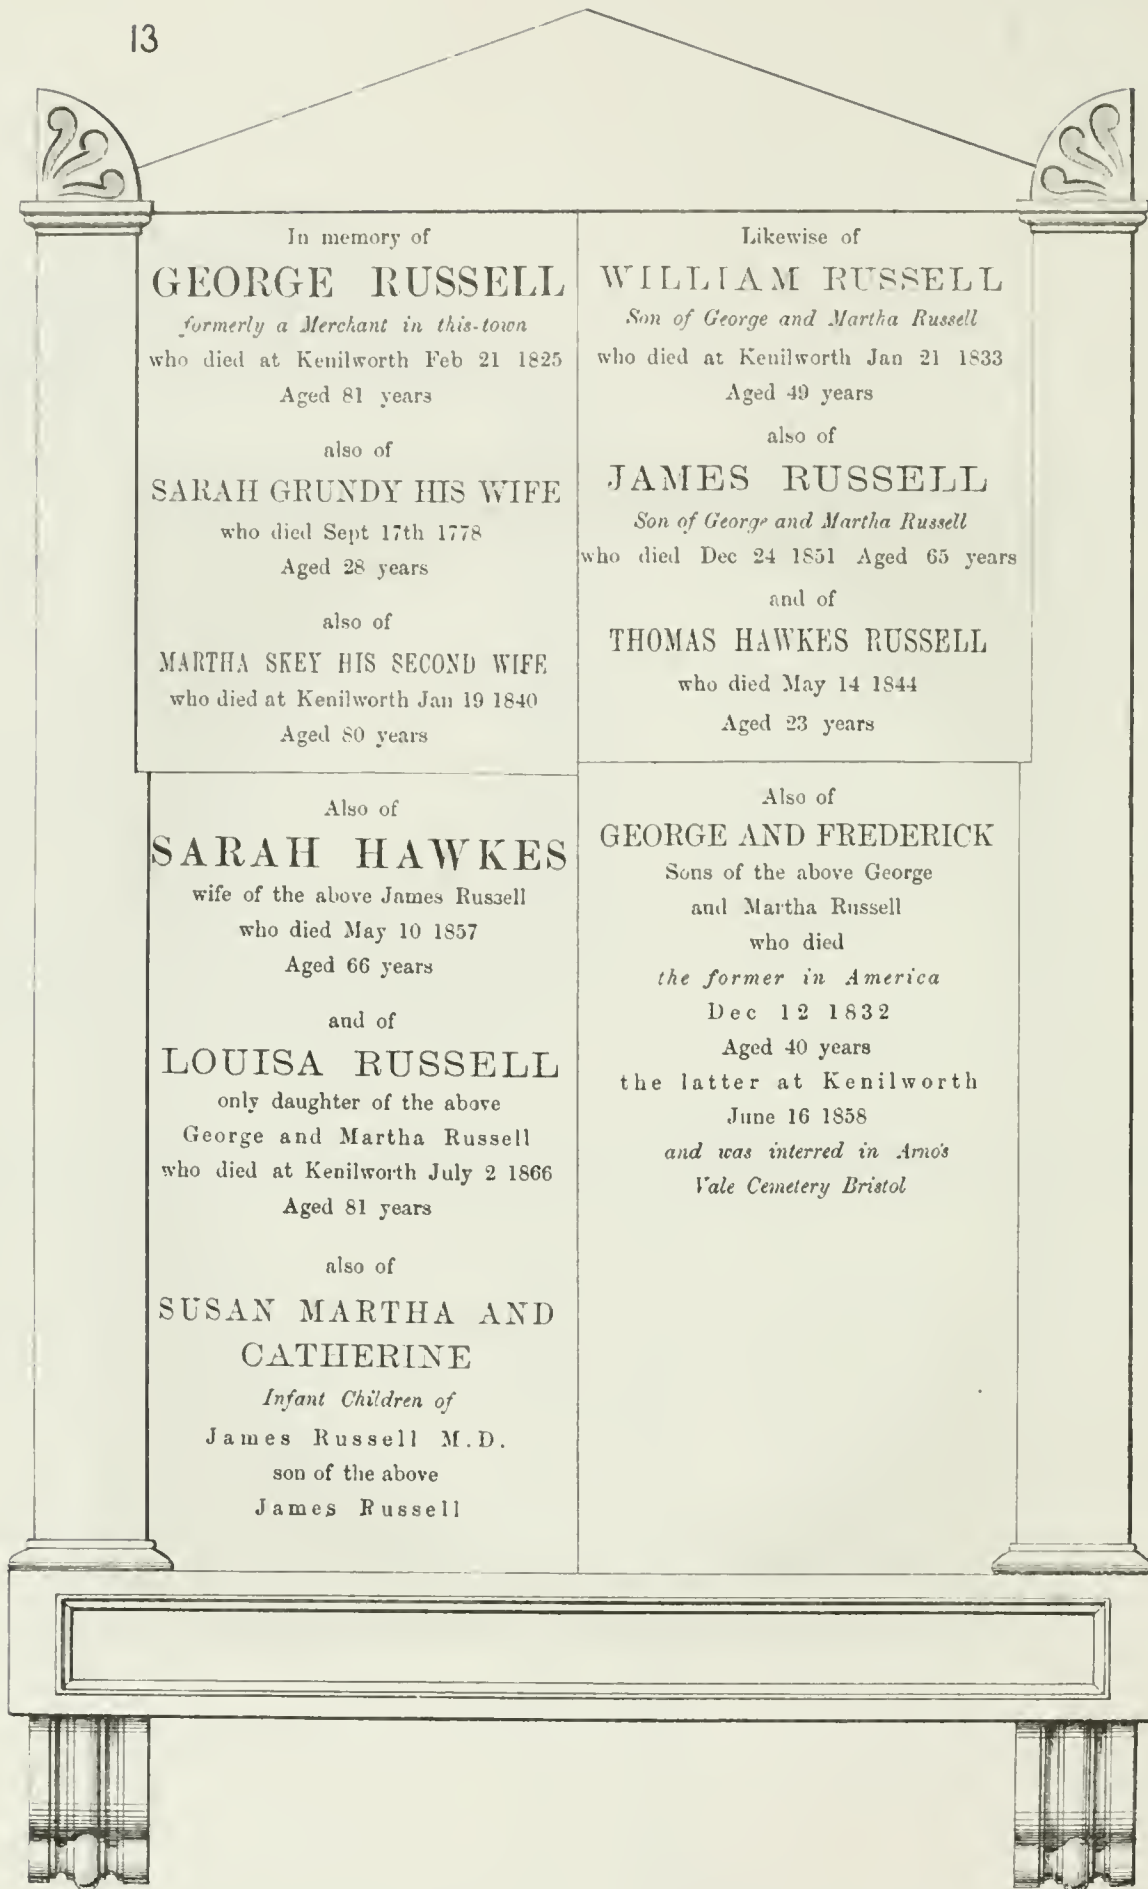 13
In memory of
GEORGE RUSSELL
formerly a Merchant in this-town
who died at Kenilworth Feb 21 1825
Aged 81 years
also of
SARAH GRUNDY HIS WIFE
who died Sept 17th 1778
Aged 28 years
also of
MARTHA SKEY HIS SECOND WIFE
who died at Kenilworth Jan 19 1840
Aged 80 years
Also of
SARAH HAWKES
wife of the above James Russell
who died May 10 1857
Aged 66 years
and of
LOUISA RUSSELL
only daughter of the above
George and Martha Russell
who died at Kenilworth July 2 1866
Aged 81 years
also of
SUSAN MARTHA AND
CATHERINE
Infant Children of
James Russell M.D.
son of the above
James Russell
Likewise of
WILLIAM RUSSELL
Son of George and Martha Russell
who died at Kenilworth Jan 21 1833
Aged 49 years
also of
JAMES RUSSELL
Son of George and Martha Russell
who died Dec 24 1851 Aged 65 years
and of
THOMAS HAWKES RUSSELL
who died May 14 1844
Aged 23 years
Also of
GEORGE AND FREDERICK
Sons of the above George
and Martha Russell
who died
the former in America
Dec 12 1832
Aged 40 years
the latter at Kenilworth
June 16 1858
and was interred in Arno's
Vale Cemetery Bristol